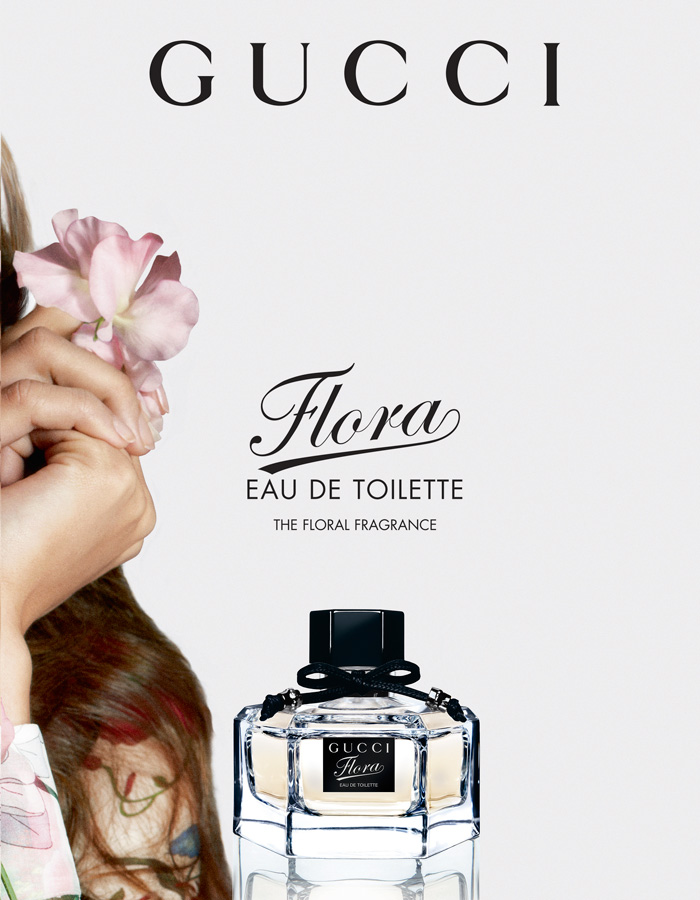 GUCCI
Flora
EAU DE TOILETTE
THE FLORAL FRAGRANCE
GUCCI
Flora
EAU DE TOILETTE